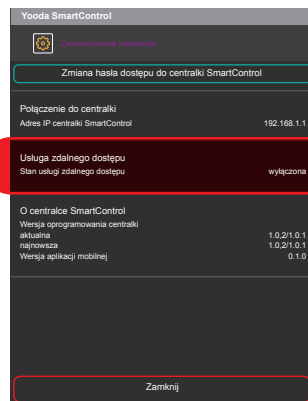 Yooda SmartControl
Zaawansowane ustawienia
Zmiana hasła dostępu do centralki SmartControl
Połączenie do centralki
Adres IP centralki SmartControl 192.168.1.1
Usługa zdalnego dostępu
Stan usługi zdalnego dostępu wyłączona
O centralce SmartControl
Wersja oprogramowania centralki
aktualna 1.0,2/1.0.1
najnowsza 1.0,2/1.0.1
Wersja aplikacji mobilnej 0.1.0
Zamknij